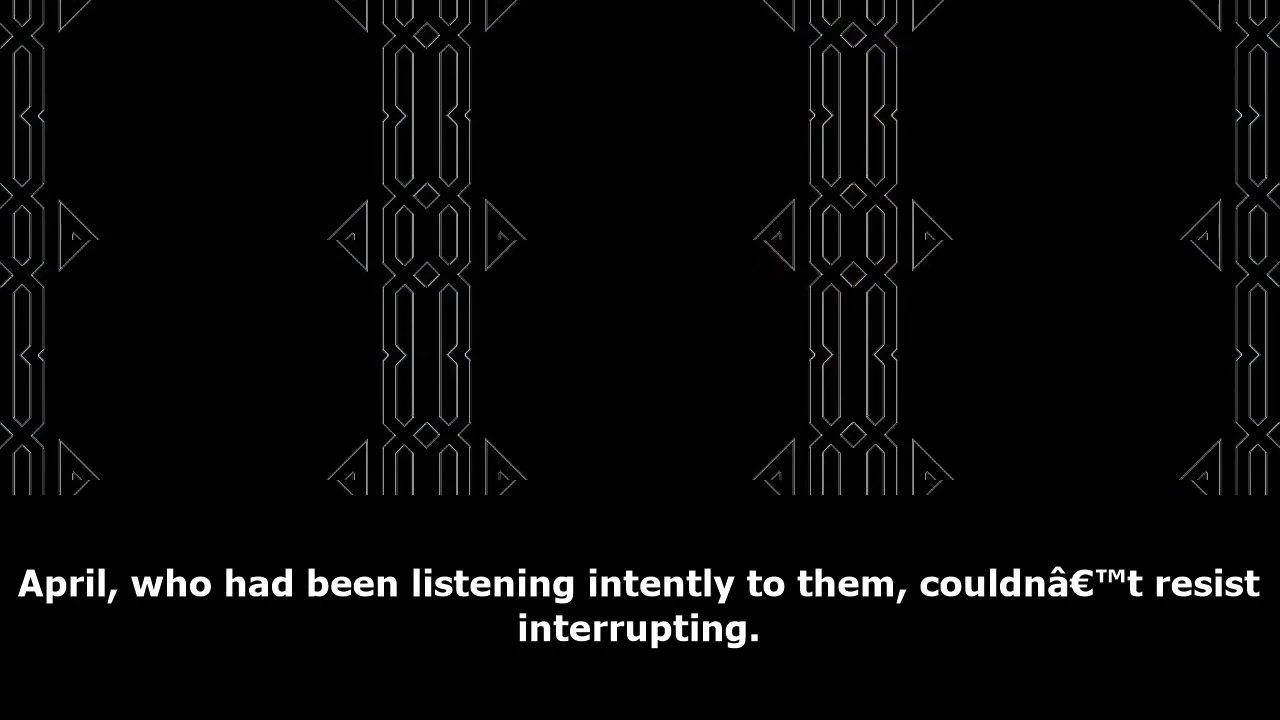 April, who had been listening intently to them, couldnâ€™t resist
interrupting.